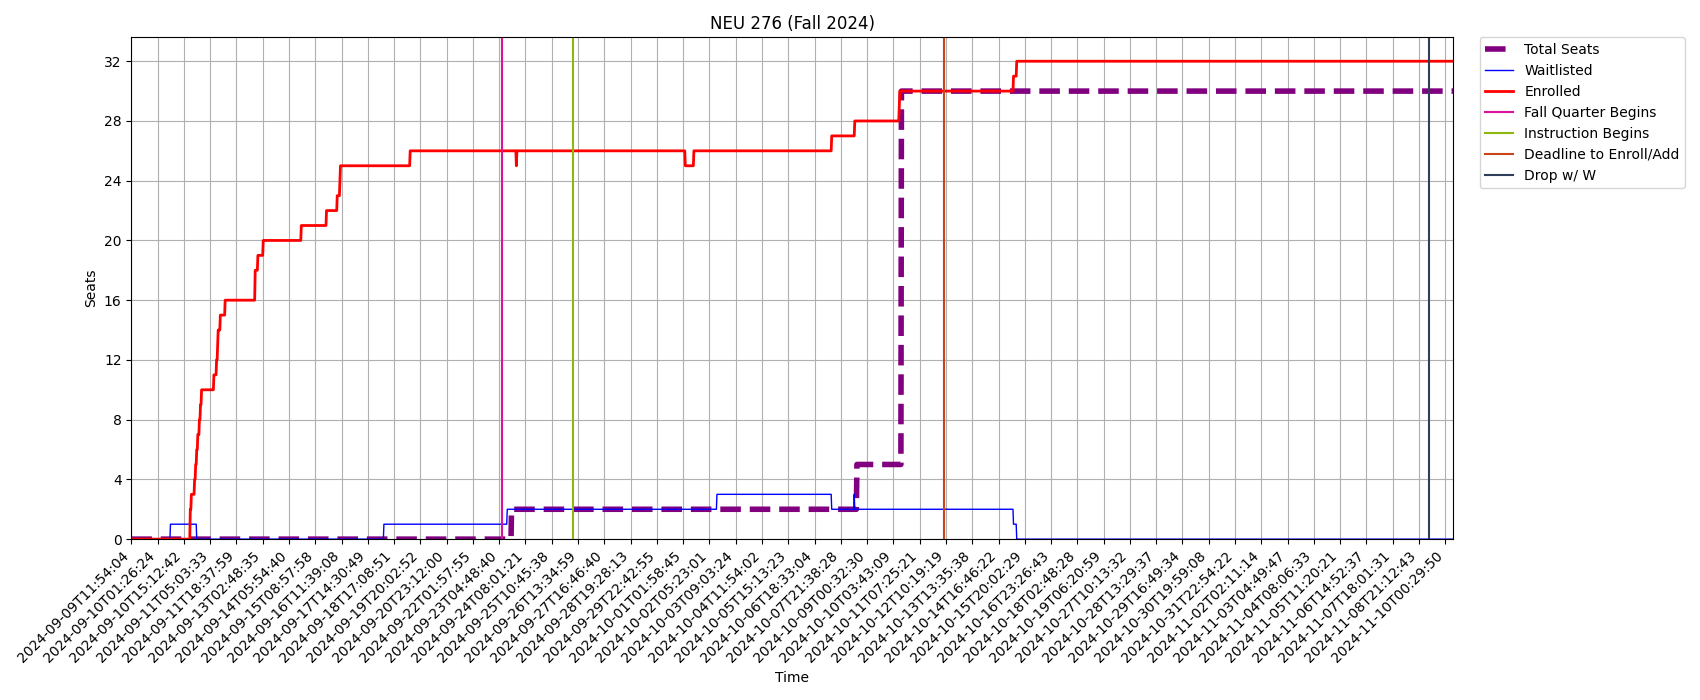 NEU 276 (Fall 2024)
Total Seats
Waitlisted
Enrolled
Fall Quarter Begins
Instruction Begins
Deadline to Enroll/Add
Drop w/ W
Seats
32
28
24
20
16
12
8
4
0
2024-09-09T11:54:04
2024-09-10T01:26:24
2024-09-10T15:12:42
2024-09-11T05:03:33
2024-09-11T18:37:59
2024-09-13T02:48:35
2024-09-14T05:54:40
2024-09-15T08:57:58
2024-09-16T11:39:08
2024-09-17T14:30:49
2024-09-18T17:08:51
2024-09-19T20:02:52
2024-09-20T23:12:00
2024-09-22T01:57:55
2024-09-23T04:48:40
2024-09-24T08:01:21
2024-09-25T10:45:38
2024-09-26T13:34:59
2024-09-27T16:46:40
2024-09-28T19:28:13
2024-09-29T22:42:55
2024-10-01T01:58:45
2024-10-02T05:23:01
2024-10-03T09:03:24
2024-10-04T11:54:02
2024-10-05T15:13:23
2024-10-06T18:33:04
2024-10-07T21:38:28
2024-10-09T00:32:30
2024-10-10T03:43:09
2024-10-11T07:25:21
2024-10-12T10:19:19
2024-10-13T13:35:38
2024-10-14T16:46:22
2024-10-15T20:02:29
2024-10-16T23:26:43
2024-10-18T02:48:28
2024-10-19T06:20:59
2024-10-27T10:13:32
2024-10-28T13:29:37
2024-10-29T16:49:34
2024-10-30T19:59:08
2024-10-31T22:54:22
2024-11-02T02:11:14
2024-11-03T04:49:47
2024-11-04T08:06:33
2024-11-05T11:20:21
2024-11-06T14:52:37
2024-11-07T18:01:31
2024-11-08T21:12:43
2024-11-10T00:29:50
Time